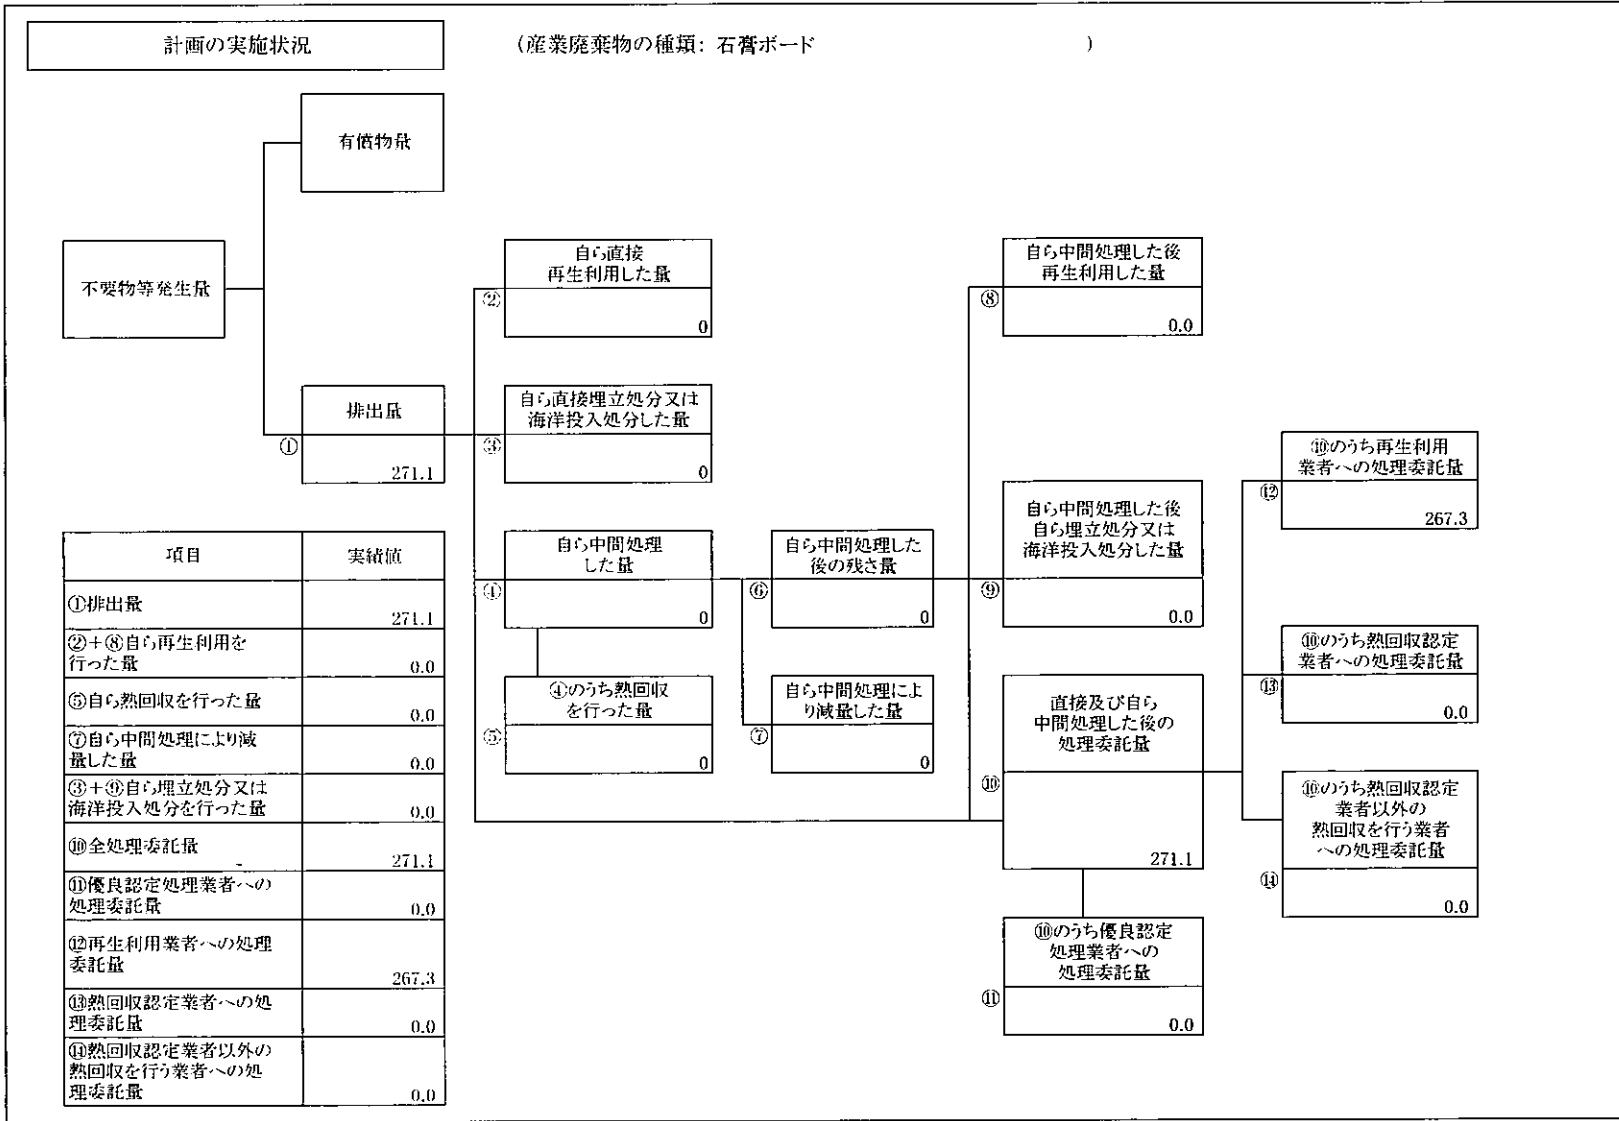 計画の実施状況
(産業廃棄物の種類: 石膏ボード )
有償物量
不要物等発生量
自ら直接
再生利用した量
②
0
自ら中間処理した後
再生利用した量
⑧
0.0
排出量
①
271.1
自ら直接埋立処分又は
海洋投入処分した量
③
0
⑩のうち再生利用
業者への処理委託量
⑫
267.3
自ら中間処理
した量
④
0
自ら中間処理した
後の残さ量
⑥
0
自ら中間処理した後
自ら埋立処分又は
海洋投入処分した量
⑨
0.0
⑩のうち熱回収認定
業者への処理委託量
⑬
0.0
④のうち熱回収
を行った量
⑤
0
自ら中間処理によ
り減量した量
⑦
0
直接及び自ら
中間処理した後の
処理委託量
⑩
271.1
⑩のうち熱回収認定
業者以外の
熱回収を行う業者
への処理委託量
⑭
0.0
⑩のうち優良認定
処理業者への
処理委託量
⑪
0.0
項目 実績値
①排出量
271.1
②+⑧自ら再生利用を
行った量 0.0
⑤自ら熱回収を行った量
0.0
⑦自ら中間処理により減
量した量 0.0
③+⑨自ら埋立処分又は
海洋投入処分を行った量 0.0
⑩全処理委託量
271.1
⑪優良認定処理業者への
処理委託量 0.0
⑫再生利用業者への処理
委託量
267.3
⑬熱回収認定業者への処
理委託量 0.0
⑭熱回収認定業者以外の
熱回収を行う業者への処
理委託量 0.0